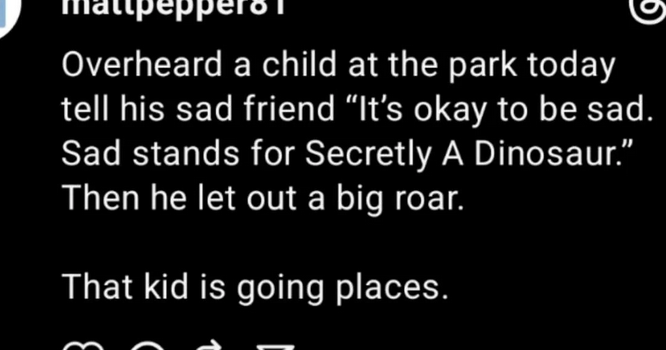 mattpepper81
Overheard a child at the park today
tell his sad friend “It’s okay to be sad.
Sad stands for Secretly A Dinosaur.”
Then he let out a big roar.
That kid is going places.